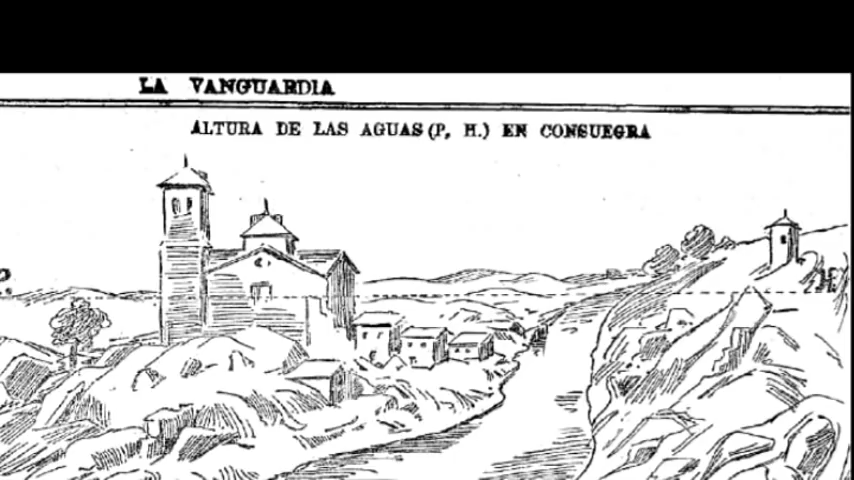 LA VANGUARDIA
ALTURA DE LAS AGUAS (P. H.) EN CONSUEGRA
P.
H